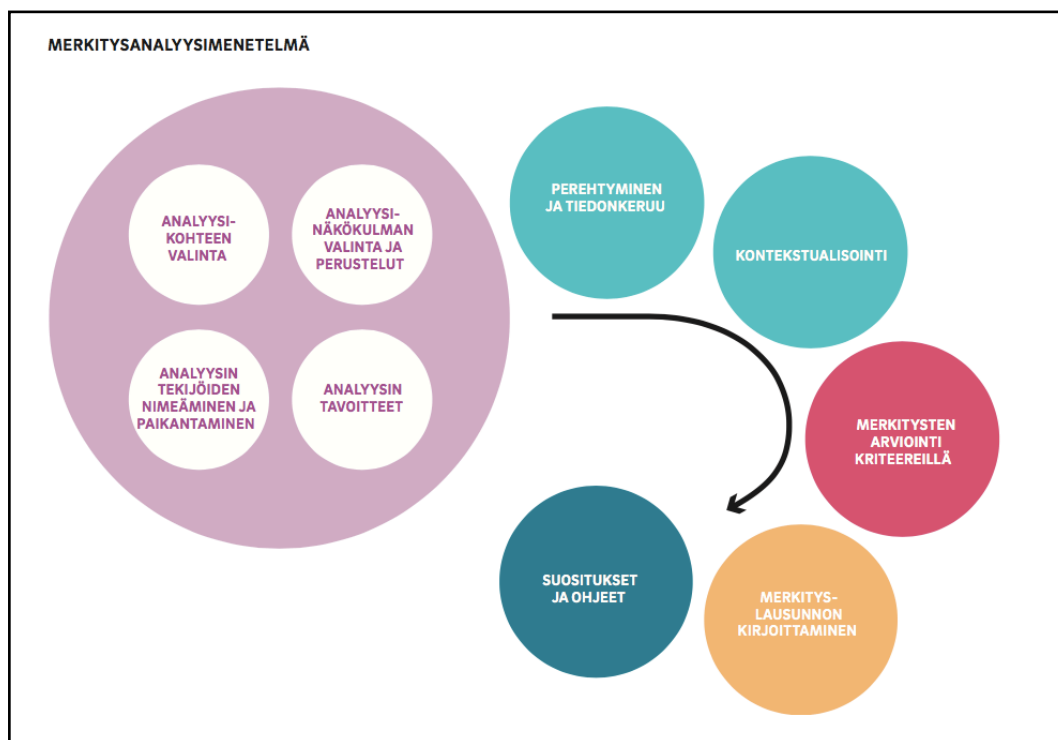 MERKITYSANALYYSIMENETELMÄ
ANALYYSI-
KOHTEEN
VALINTA
ANALYYSI-
NÄKÖKULMAN
VALINTA JA
PERUSTELUT
ANALYYSIN
TEKIJÖIDEN
NIMEÄMINEN JA
PAIKANTAMINEN
ANALYYSIN
TAVOITTEET
PEREHTYMINEN
JA TIEDONKERUU
KONTEKSTUALISOINTI
MERKITYSTEN
ARVIOINTI
KRITEEREILLÄ
MERKITYS-
LAUSUNNON
KIRJOITTAMINEN
SUOSITUKSET
JA OHJEET